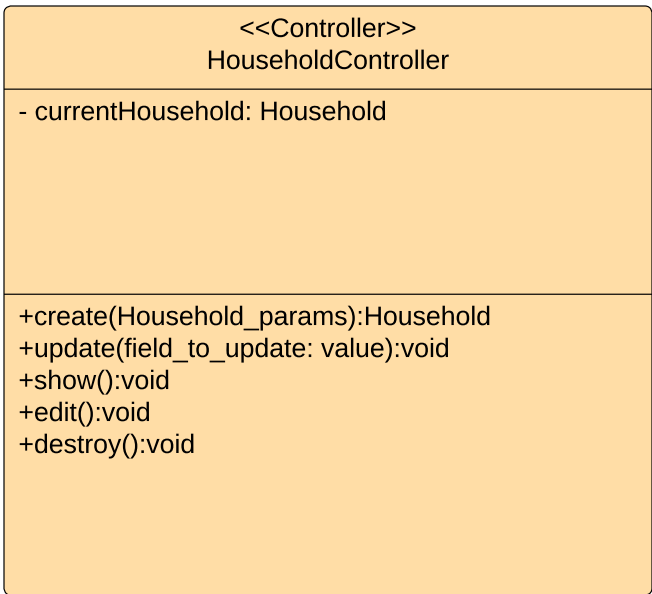 <<Controller>>
HouseholdController
- currentHousehold: Household
+create(Household_params):Household
+update(field_to_update: value):void
+show():void
+edit():void
+destroy():void